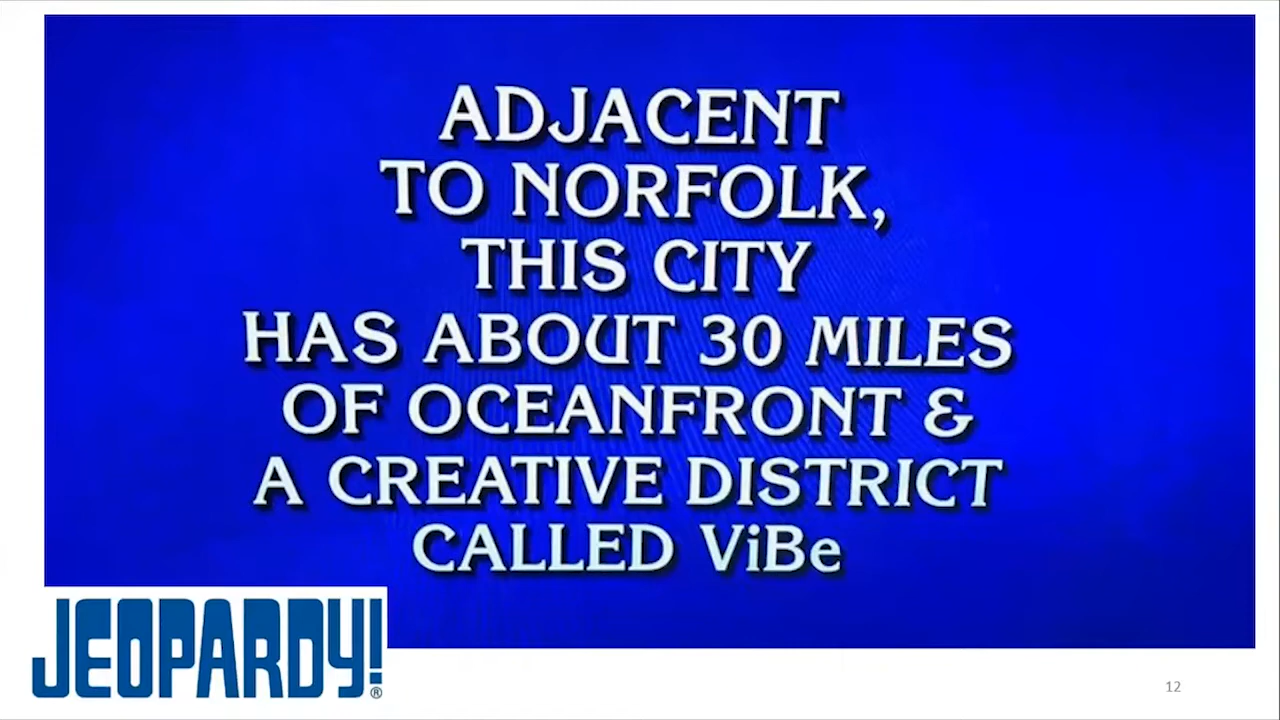 ADJACENT
TO NORFOLK,
THIS CITY
HAS ABOUT 30 MILES
OF OCEANFRONT &
A CREATIVE DISTRICT
CALLED ViBe
JEOPARDY!®
12